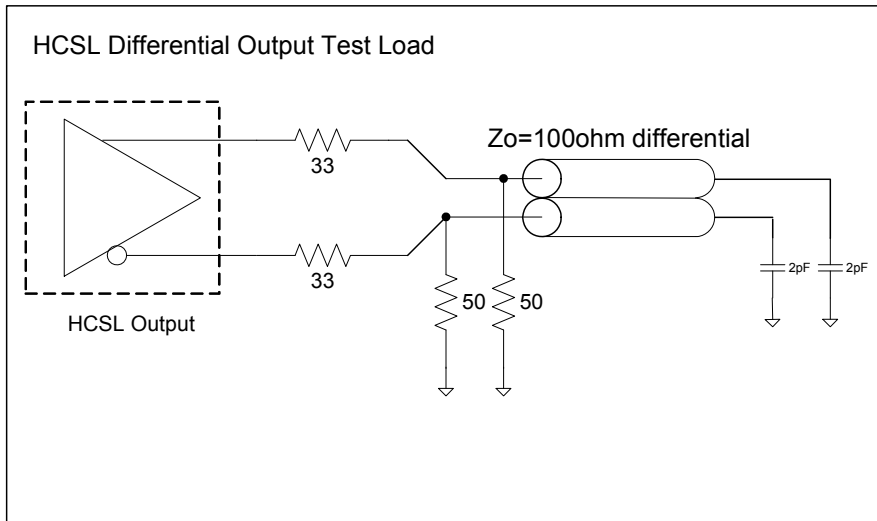 HCSL Differential Output Test Load
Zo=100ohm differential
33
33
50
50
2pF
2pF
HCSL Output